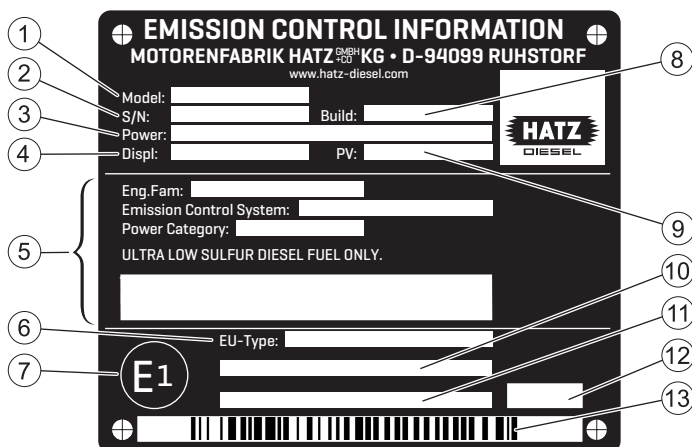 EMISSION CONTROL INFORMATION
MOTORENFABRIK HATZ GMBH +CO KG • D-94099 RUHSTORF
www.hatz-diesel.com
1
Model:
2
S/N:
Build:
8
3
Power:
4
Displ:
PV:
9
HATZ
DIESEL
5
Eng.Fam:
Emission Control System:
Power Category:
ULTRA LOW SULFUR DIESEL FUEL ONLY.
10
11
6
EU-Type:
7
E1
12
13